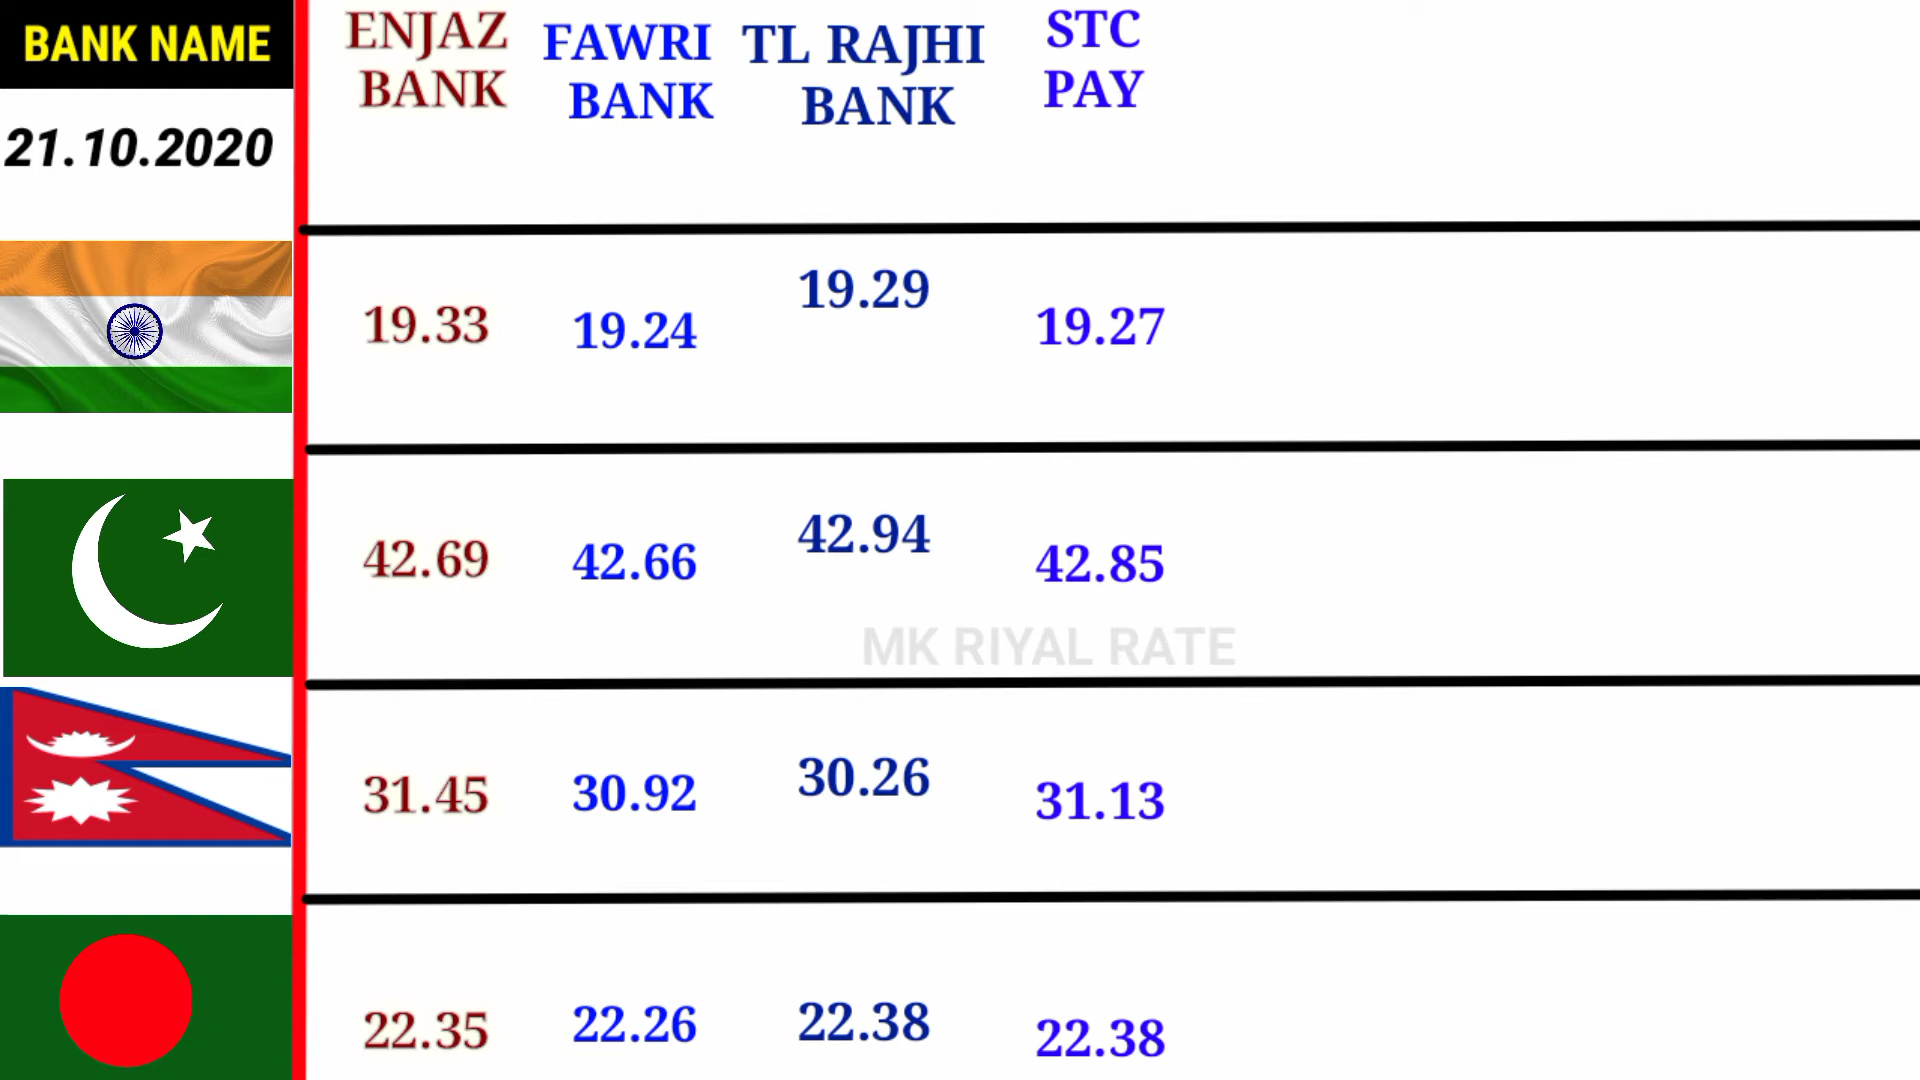 BANK NAME
ENJAZ
BANK
FAWRI
BANK
TL RAJHI
BANK
STC
PAY
21.10.2020
19.33 19.24 19.29 19.27
42.69 42.66 42.94 42.85
MK RIYAL RATE
31.45 30.92 30.26 31.13
22.35 22.26 22.38 22.38